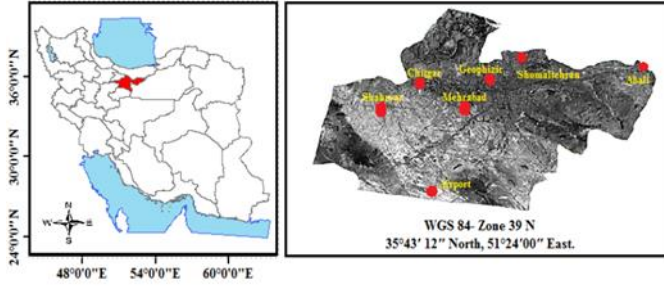 36°0'0"N
30°0'0"N
24°0'0"N
N
W E
S
48°0'0"E 54°0'0"E 60°0'0"E
Shomaltehran
Geophizic
Chitgar
Abali
Mehrabad
Airport
WGS 84- Zone 39 N
35°43' 12" North, 51°24'00" East.